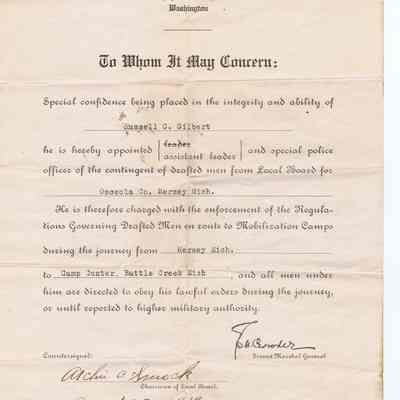 Washington
To Whom It May Concern:
Special confidence being placed in the integrity and ability of
Russell G. Gilbert
he is hereby appointed leader assistant leader and special police
officer of the contingent of drafted men from Local Board for
Osceola Co. Hersey Mich.
He is therefore charged with the enforcement of the Regula-
tions Governing Drafted Men en route to Mobilization Camps
during the journey from Hersey Mich.
to Camp Custer Battle Creek Mich , and all men under
him are directed to obey his lawful orders during the journey,
or until reported to higher military authority.
E H Crowder
Provost Marshal General
Countersigned:
Archie A
Chairman of Local Board.